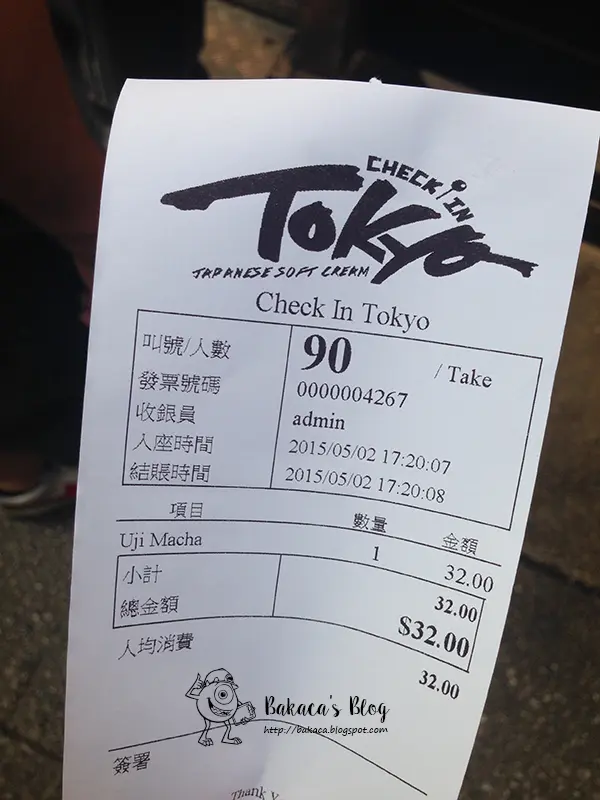 CHECK IN
TOKYO
JAPANESE SOFT CREAM
Check In Tokyo
叫號/人數 90 / Take
發票號碼 0000004267
收銀員 admin
入座時間 2015/05/02 17:20:07
結賬時間 2015/05/02 17:20:08
項目 數量 金額
Uji Macha 1 32.00
小計 32.00
總金額 $32.00
人均消費 32.00
Bakaca's Blog
http://bakaca.blogspot.com/
簽署
Thank